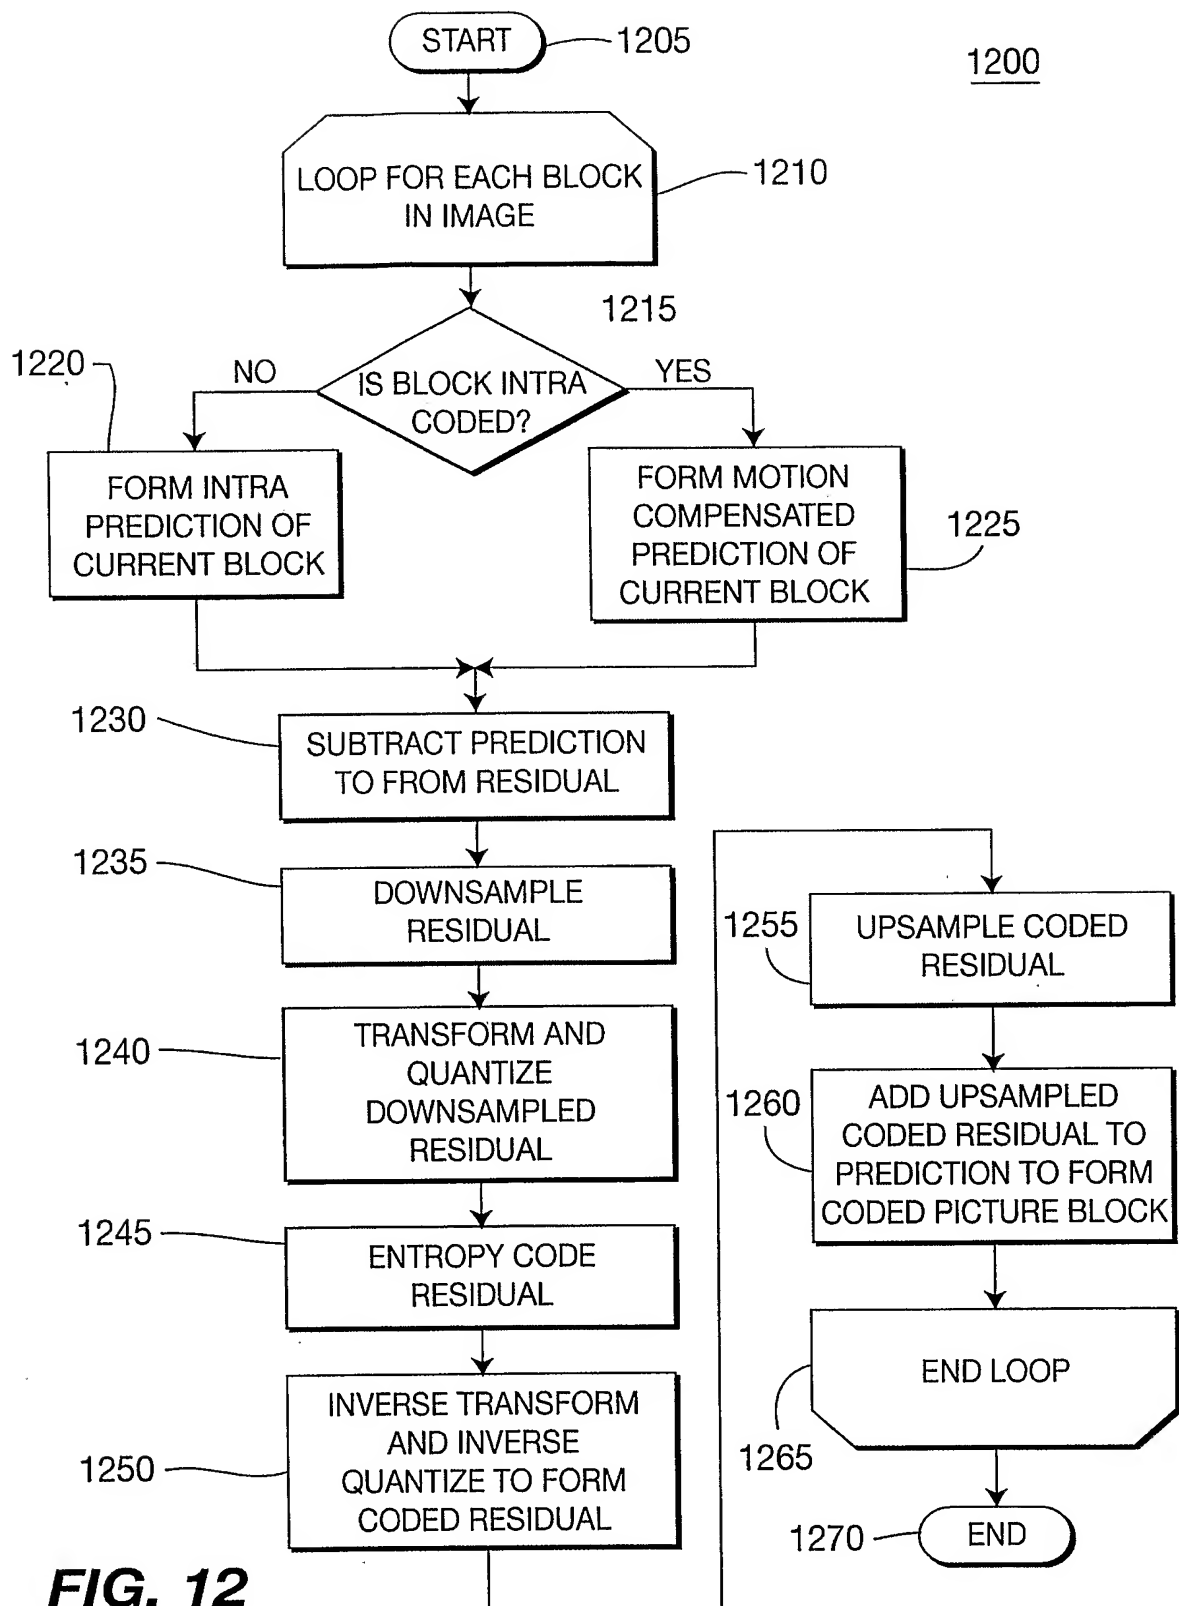 START
1205
1200
LOOP FOR EACH BLOCK
IN IMAGE
1210
1215
IS BLOCK INTRA
CODED?
NO
YES
1220
FORM INTRA
PREDICTION OF
CURRENT BLOCK
FORM MOTION
COMPENSATED
PREDICTION OF
CURRENT BLOCK
1225
1230
SUBTRACT PREDICTION
TO FROM RESIDUAL
1235
DOWNSAMPLE
RESIDUAL
1240
TRANSFORM AND
QUANTIZE
DOWNSAMPLED
RESIDUAL
1245
ENTROPY CODE
RESIDUAL
1250
INVERSE TRANSFORM
AND INVERSE
QUANTIZE TO FORM
CODED RESIDUAL
1255
UPSAMPLE CODED
RESIDUAL
1260
ADD UPSAMPLED
CODED RESIDUAL TO
PREDICTION TO FORM
CODED PICTURE BLOCK
END LOOP
1265
1270
END
FIG. 12